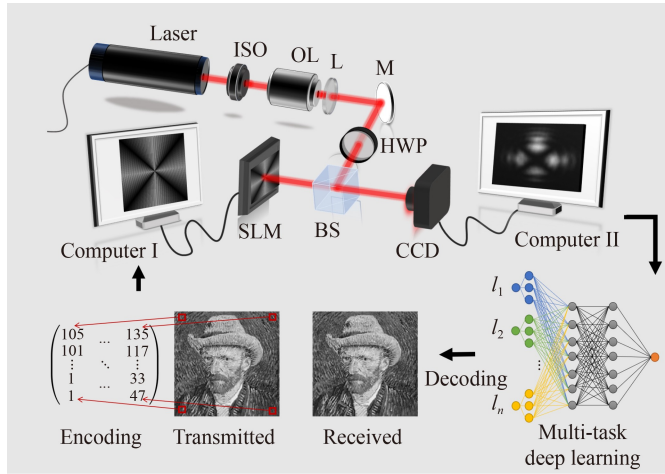 Laser
ISO
OL
L
M
HWP
SLM
BS
CCD
Computer I
Computer II
105 ... 135
101 117
⋮ ⋱ ⋮
1 ... 33
1 47
Encoding
Transmitted
Received
Decoding
l1
l2
⋮
ln
Multi-task
deep learning